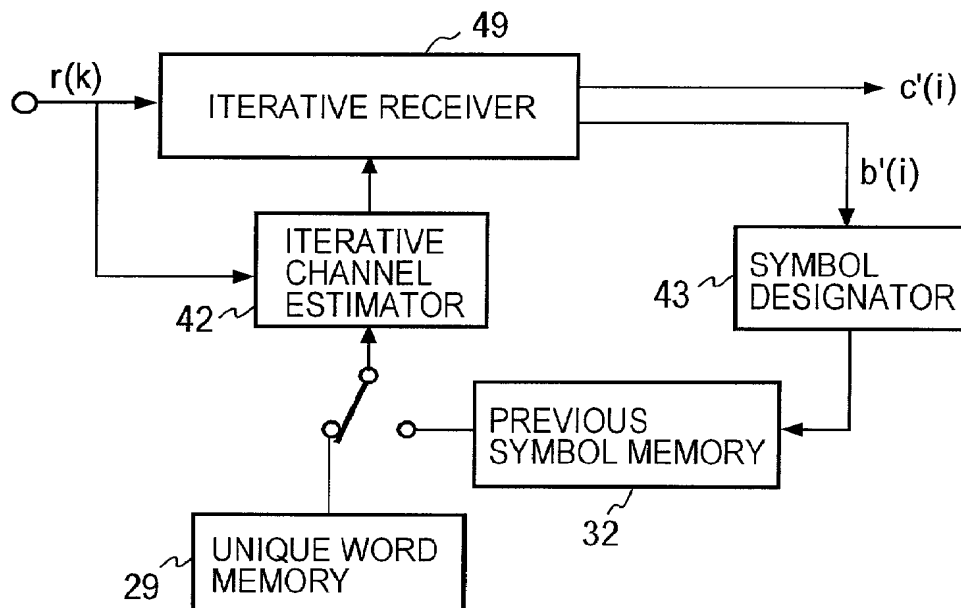 49
r(k)
ITERATIVE RECEIVER
c'(i)
b'(i)
ITERATIVE
CHANNEL
ESTIMATOR
42
43
SYMBOL
DESIGNATOR
PREVIOUS
SYMBOL MEMORY
32
29
UNIQUE WORD
MEMORY